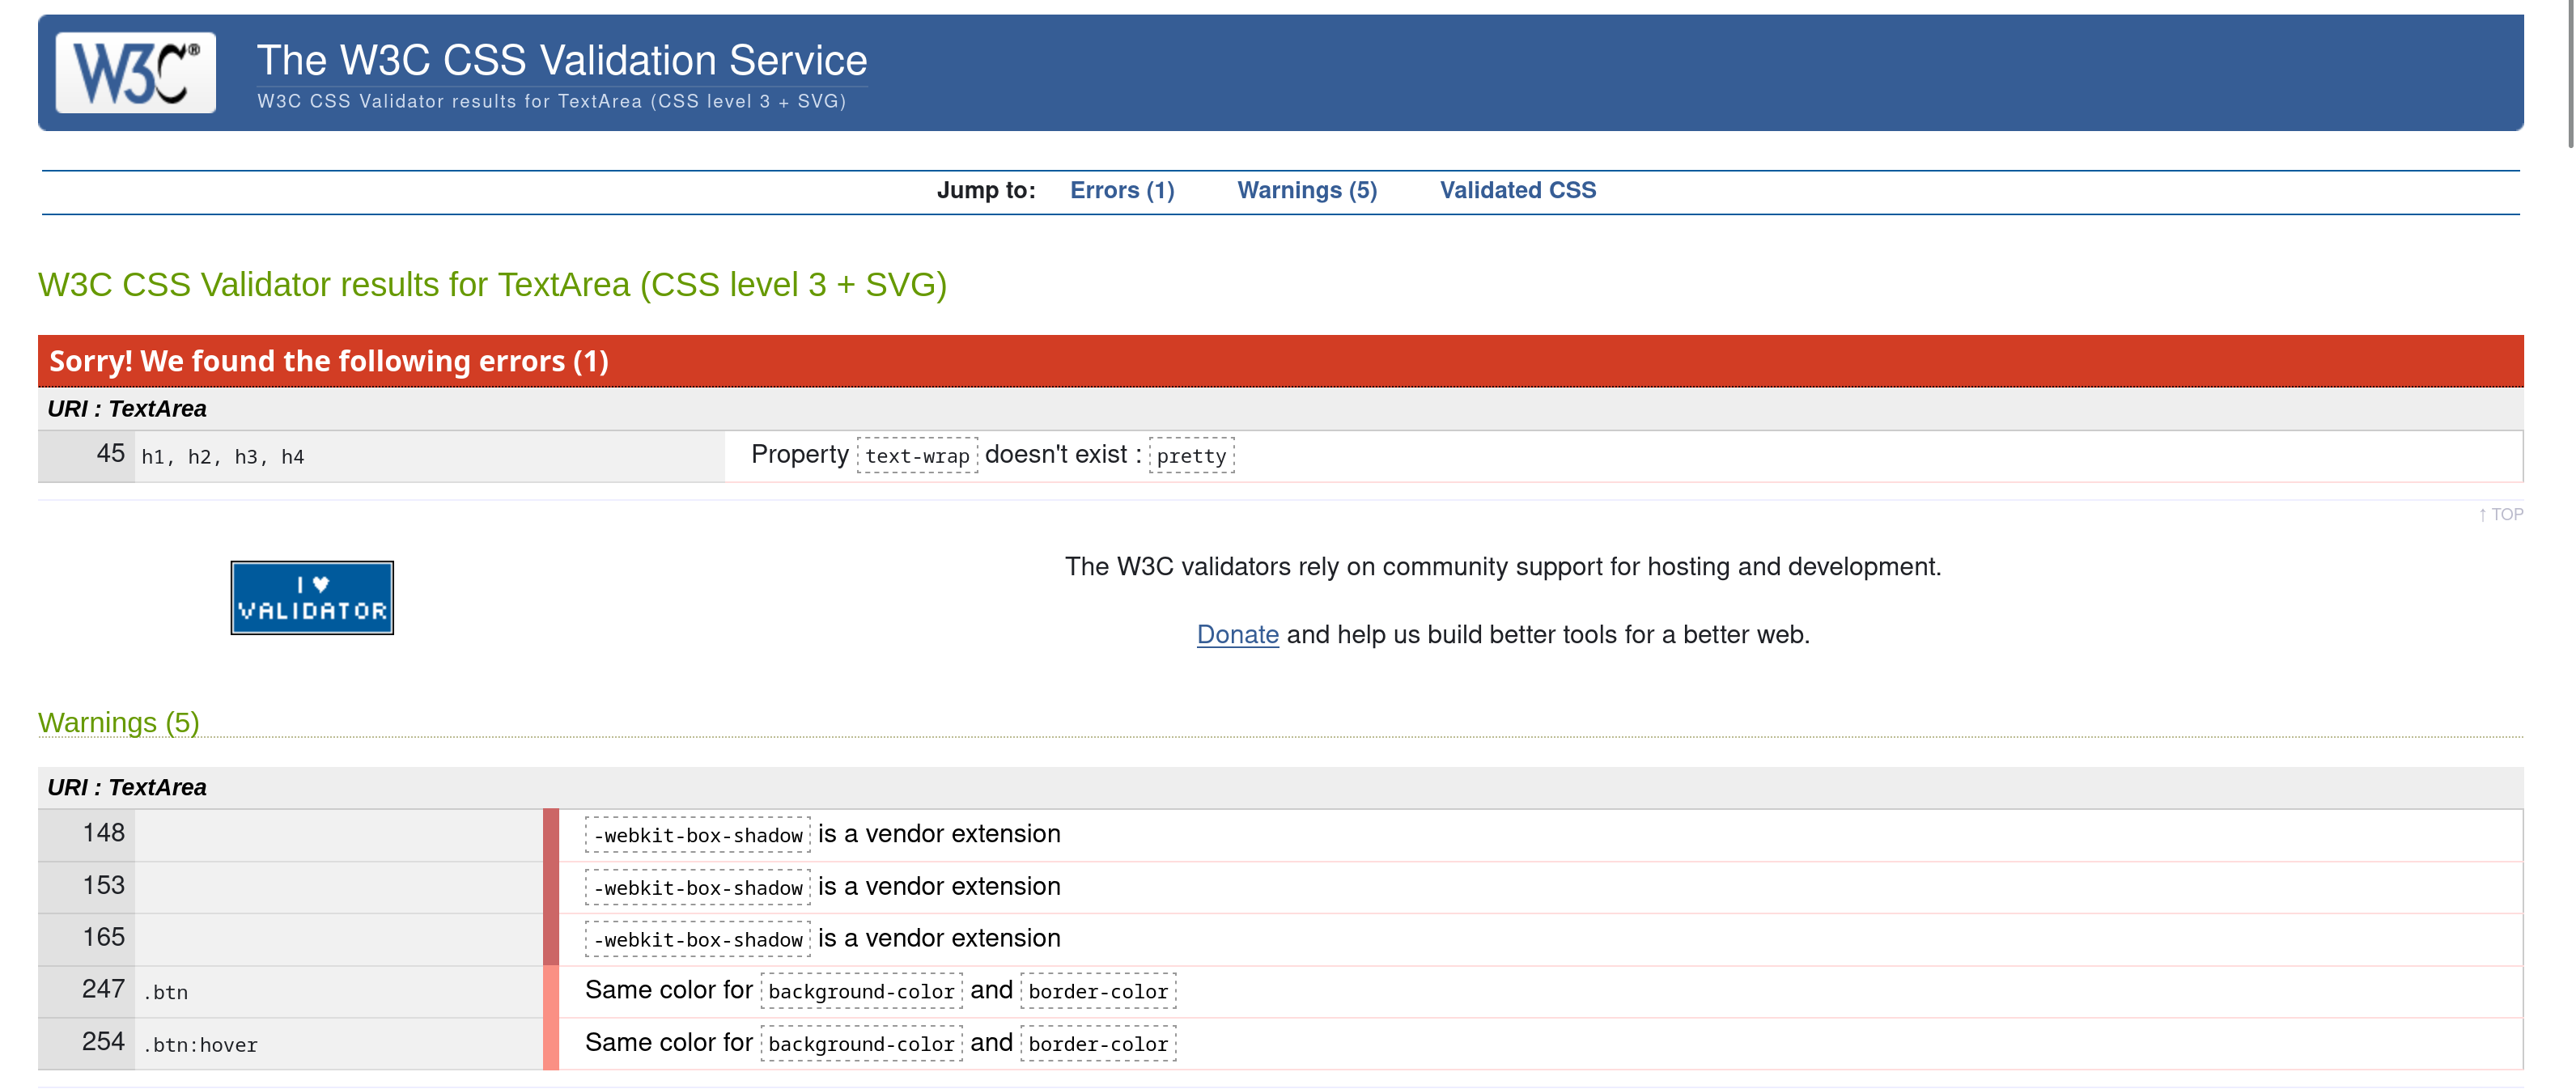 W3C®
The W3C CSS Validation Service
W3C CSS Validator results for TextArea (CSS level 3 + SVG)
Jump to: Errors (1) Warnings (5) Validated CSS
W3C CSS Validator results for TextArea (CSS level 3 + SVG)
Sorry! We found the following errors (1)
URI : TextArea
45 h1, h2, h3, h4 Property text-wrap doesn't exist : pretty
↑ TOP
I ♥
VALIDATOR
The W3C validators rely on community support for hosting and development.
Donate and help us build better tools for a better web.
Warnings (5)
URI : TextArea
148 -webkit-box-shadow is a vendor extension
153 -webkit-box-shadow is a vendor extension
165 -webkit-box-shadow is a vendor extension
247 .btn Same color for background-color and border-color
254 .btn:hover Same color for background-color and border-color